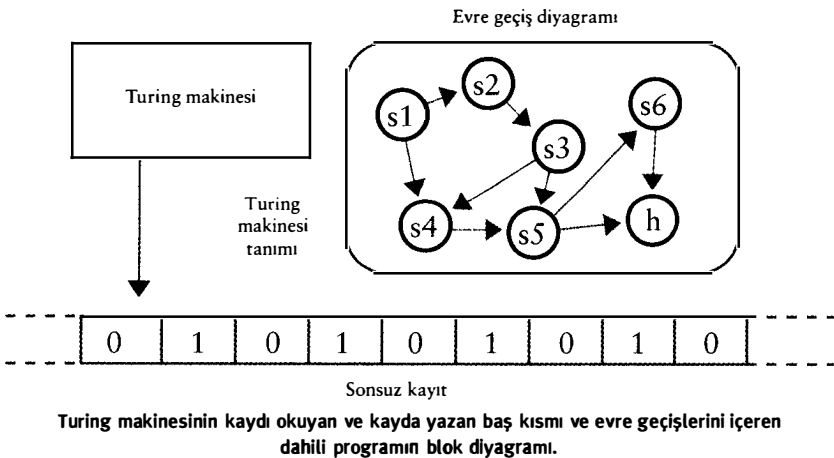 Evre geçiş diyagramı
Turing makinesi
s1
s2
s3
s4
s5
s6
h
Turing
makinesi
tanımı
0 1 0 1 0 1 0 1 0
Sonsuz kayıt
Turing makinesinin kaydı okuyan ve kayda yazan baş kısmı ve evre geçişlerini içeren
dahili programın blok diyagramı.